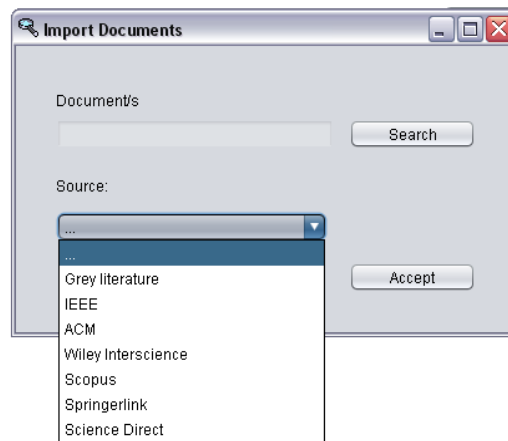 Import Documents
Document/s
Search
Source:
...
...
Grey literature
IEEE
Accept
ACM
Wiley Interscience
Scopus
Springerlink
Science Direct